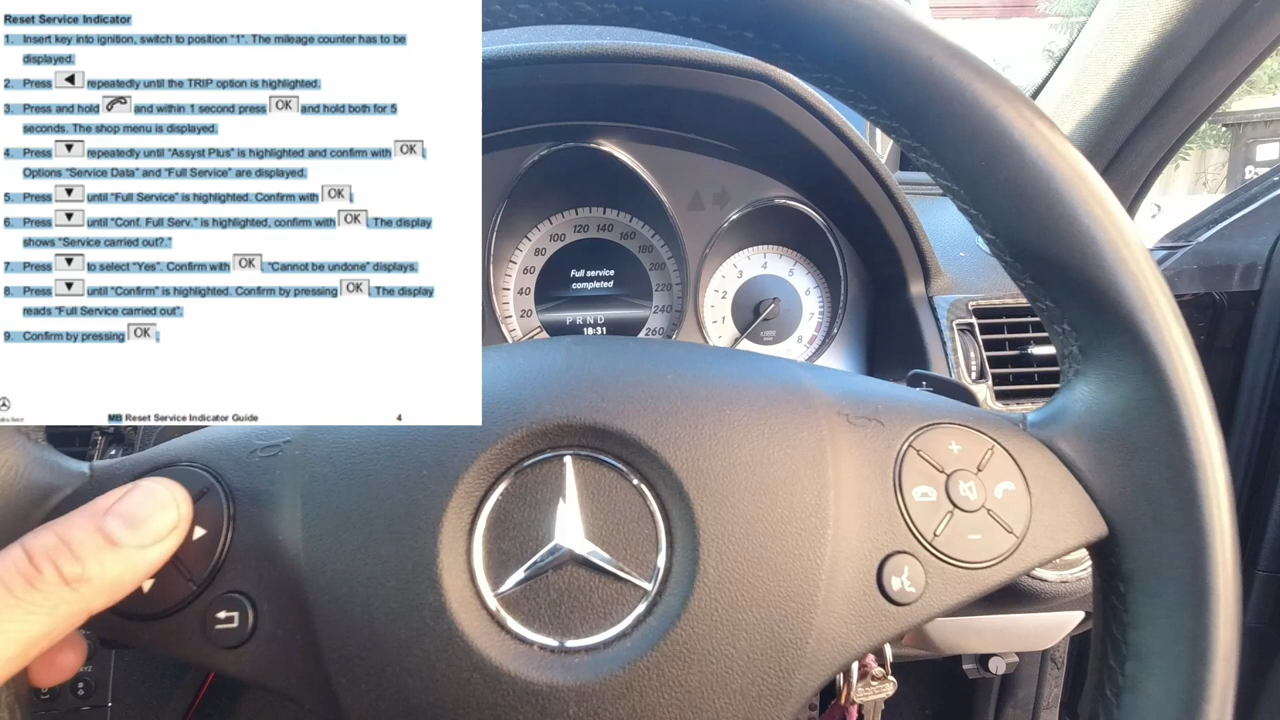 Reset Service Indicator
1. Insert key into ignition, switch to position "1". The mileage counter has to be
displayed.
2. Press ◀ repeatedly until the TRIP option is highlighted.
3. Press and hold and within 1 second press OK and hold both for 5
seconds. The shop menu is displayed.
4. Press ▼ repeatedly until "Assyst Plus" is highlighted and confirm with OK.
Options "Service Data" and "Full Service" are displayed.
5. Press ▼ until "Full Service" is highlighted. Confirm with OK.
6. Press ▼ until "Conf. Full Serv." is highlighted, confirm with OK. The display
shows "Service carried out?."
7. Press ▼ to select "Yes". Confirm with OK. "Cannot be undone" displays.
8. Press ▼ until "Confirm" is highlighted. Confirm by pressing OK. The display
reads "Full Service carried out".
9. Confirm by pressing OK.
MB Reset Service Indicator Guide 4
20 40 60 80 100 120 140 160 180 200 220 240 260
Full service
completed
P R N D
18:31
1 2 3 4 5 6 7 8
+
−